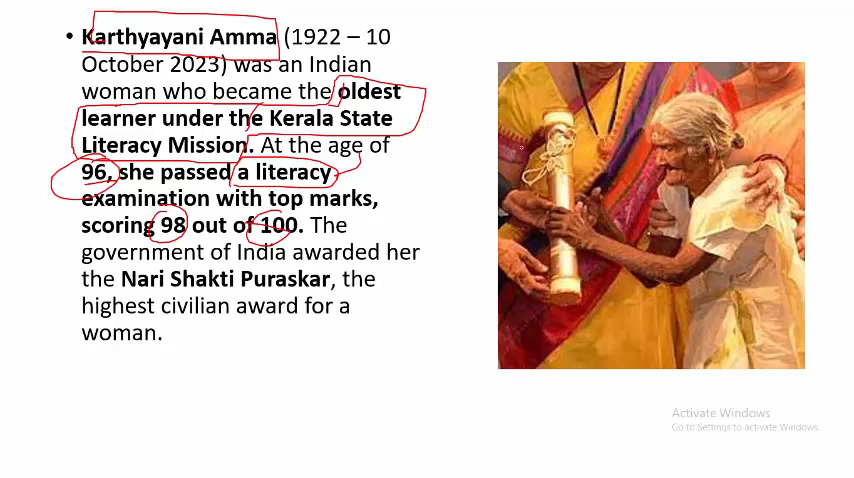 • Karthyayani Amma (1922 – 10
October 2023) was an Indian
woman who became the oldest
learner under the Kerala State
Literacy Mission. At the age of
96, she passed a literacy
examination with top marks,
scoring 98 out of 100. The
government of India awarded her
the Nari Shakti Puraskar, the
highest civilian award for a
woman.
Activate Windows
Go to Settings to activate Windows.